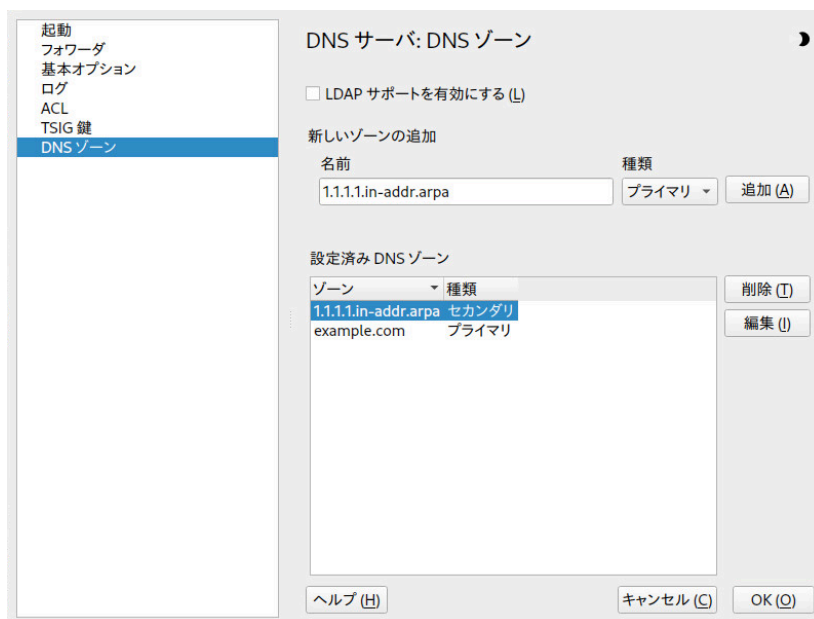 起動
フォワーダ
基本オプション
ログ
ACL
TSIG 鍵
DNS ゾーン
DNS サーバ: DNS ゾーン
LDAP サポートを有効にする (L)
新しいゾーンの追加
名前 種類
1.1.1.1.in-addr.arpa プライマリ 追加 (A)
設定済み DNS ゾーン
ゾーン 種類 削除 (T)
1.1.1.1.in-addr.arpa セカンダリ 編集 (I)
example.com プライマリ
ヘルプ (H) キャンセル (C) OK (O)